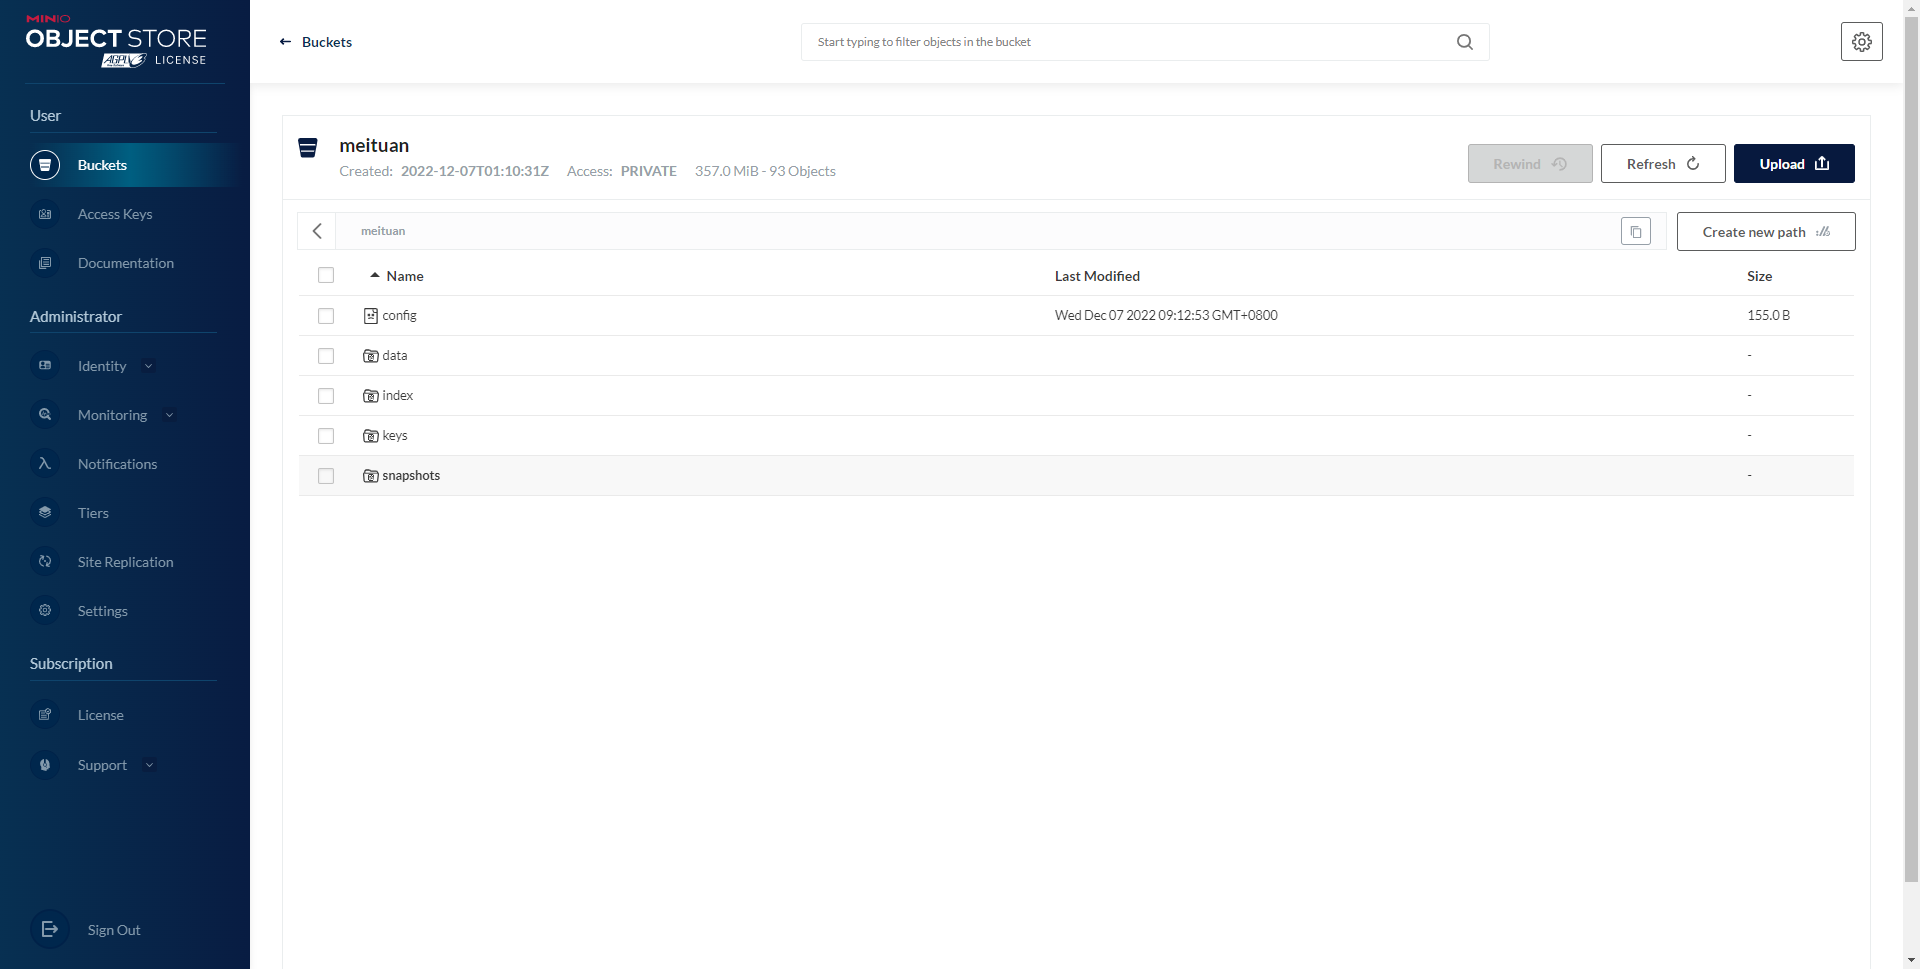 MINIO
OBJECT STORE
AGPLv3 LICENSE
User
Buckets
Access Keys
Documentation
Administrator
Identity
Monitoring
Notifications
Tiers
Site Replication
Settings
Subscription
License
Support
Sign Out
← Buckets
Start typing to filter objects in the bucket
meituan
Created: 2022-12-07T01:10:31Z Access: PRIVATE 357.0 MiB - 93 Objects
Rewind
Refresh
Upload
meituan
Create new path
Name Last Modified Size
config Wed Dec 07 2022 09:12:53 GMT+0800 155.0 B
data -
index -
keys -
snapshots -